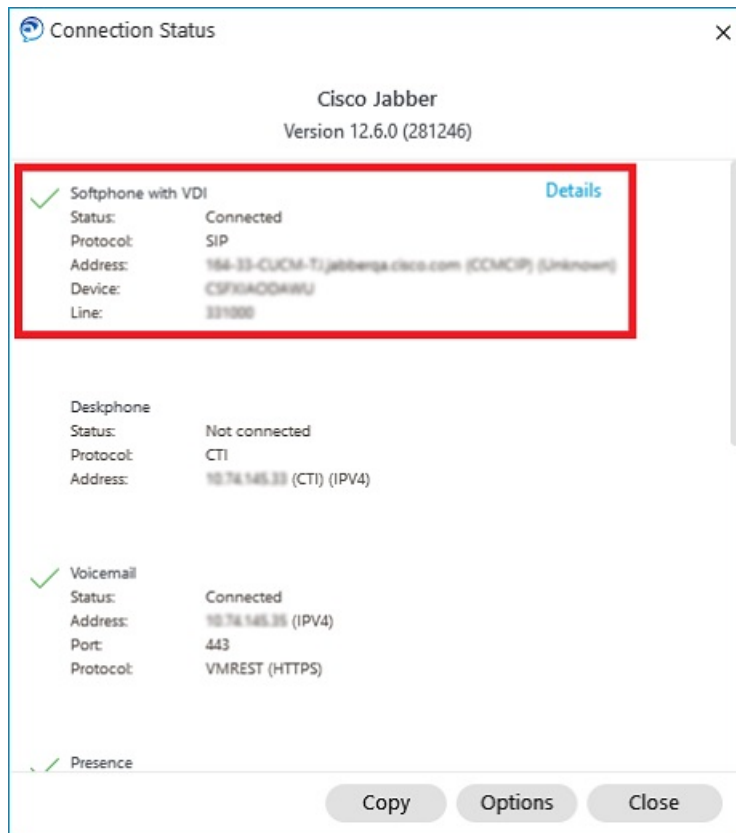 Connection Status
Cisco Jabber
Version 12.6.0 (281246)
Softphone with VDI Details
Status: Connected
Protocol: SIP
Address:
Device:
Line:
Deskphone
Status: Not connected
Protocol: CTI
Address: (CTI) (IPV4)
Voicemail
Status: Connected
Address: (IPV4)
Port: 443
Protocol: VMREST (HTTPS)
Presence
Copy Options Close